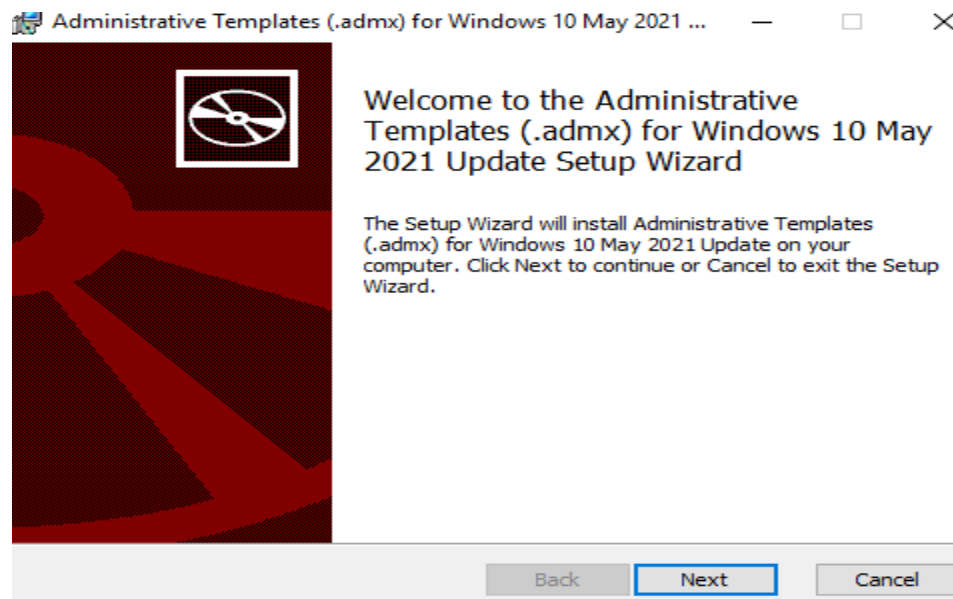 Administrative Templates (.admx) for Windows 10 May 2021 ...
Welcome to the Administrative
Templates (.admx) for Windows 10 May
2021 Update Setup Wizard
The Setup Wizard will install Administrative Templates
(.admx) for Windows 10 May 2021 Update on your
computer. Click Next to continue or Cancel to exit the Setup
Wizard.
Back Next Cancel